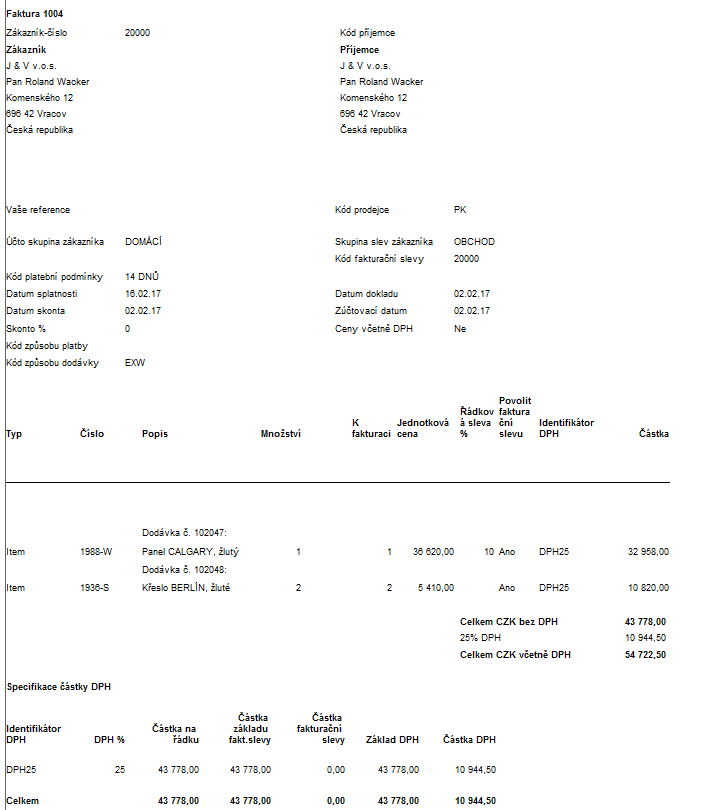 Faktura 1004
Zákazník-číslo 20000 Kód příjemce
Zákazník Příjemce
J & V v.o.s. J & V v.o.s.
Pan Roland Wacker Pan Roland Wacker
Komenského 12 Komenského 12
696 42 Vracov 696 42 Vracov
Česká republika Česká republika
Vaše reference Kód prodejce PK
Účto skupina zákazníka DOMÁCÍ Skupina slev zákazníka OBCHOD
Kód fakturační slevy 20000
Kód platební podmínky 14 DNŮ
Datum splatnosti 16.02.17 Datum dokladu 02.02.17
Datum skonta 02.02.17 Zúčtovací datum 02.02.17
Skonto % 0 Ceny včetně DPH Ne
Kód způsobu platby
Kód způsobu dodávky EXW
Povolit
Řádkov faktura
K Jednotková á sleva ční Identifikátor
Typ Číslo Popis Množství fakturaci cena % slevu DPH Částka
Dodávka č. 102047:
Item 1988-W Panel CALGARY, žlutý 1 1 36 620,00 10 Ano DPH25 32 958,00
Dodávka č. 102048:
Item 1936-S Křeslo BERLÍN, žluté 2 2 5 410,00 Ano DPH25 10 820,00
Celkem CZK bez DPH 43 778,00
25% DPH 10 944,50
Celkem CZK včetně DPH 54 722,50
Specifikace částky DPH
Částka Částka
Identifikátor Částka na základu fakturační
DPH DPH % řádku fakt.slevy slevy Základ DPH Částka DPH
DPH25 25 43 778,00 43 778,00 0,00 43 778,00 10 944,50
Celkem 43 778,00 43 778,00 0,00 43 778,00 10 944,50